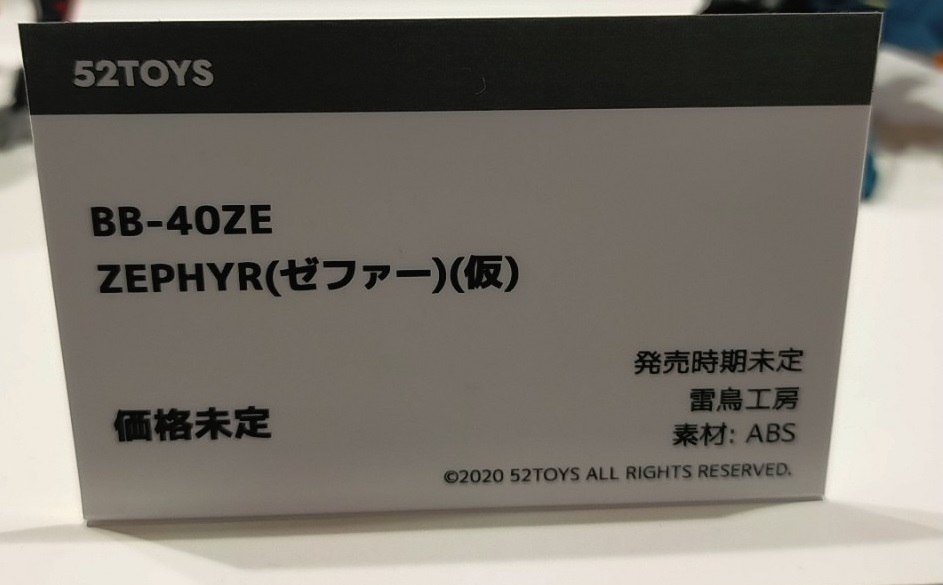 52TOYS
BB-40ZE
ZEPHYR(ゼファー)(仮)
価格未定
発売時期未定
雷鳥工房
素材: ABS
©2020 52TOYS ALL RIGHTS RESERVED.